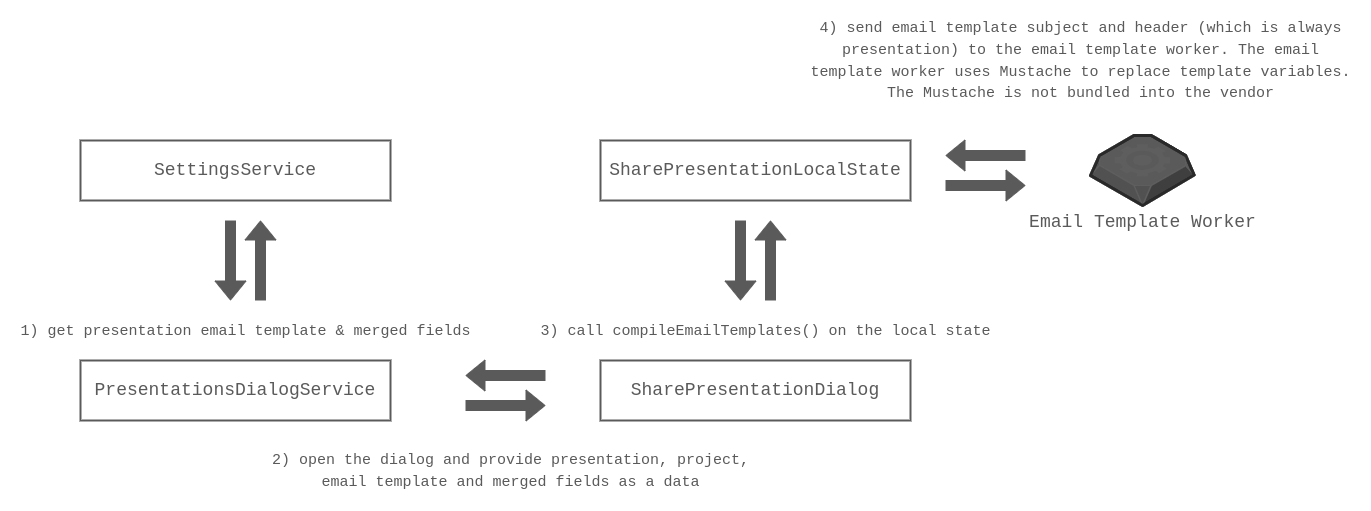 4) send email template subject and header (which is always
presentation) to the email template worker. The email
template worker uses Mustache to replace template variables.
The Mustache is not bundled into the vendor
SettingsService
SharePresentationLocalState
Email Template Worker
1) get presentation email template & merged fields
3) call compileEmailTemplates() on the local state
PresentationsDialogService
SharePresentationDialog
2) open the dialog and provide presentation, project,
email template and merged fields as a data